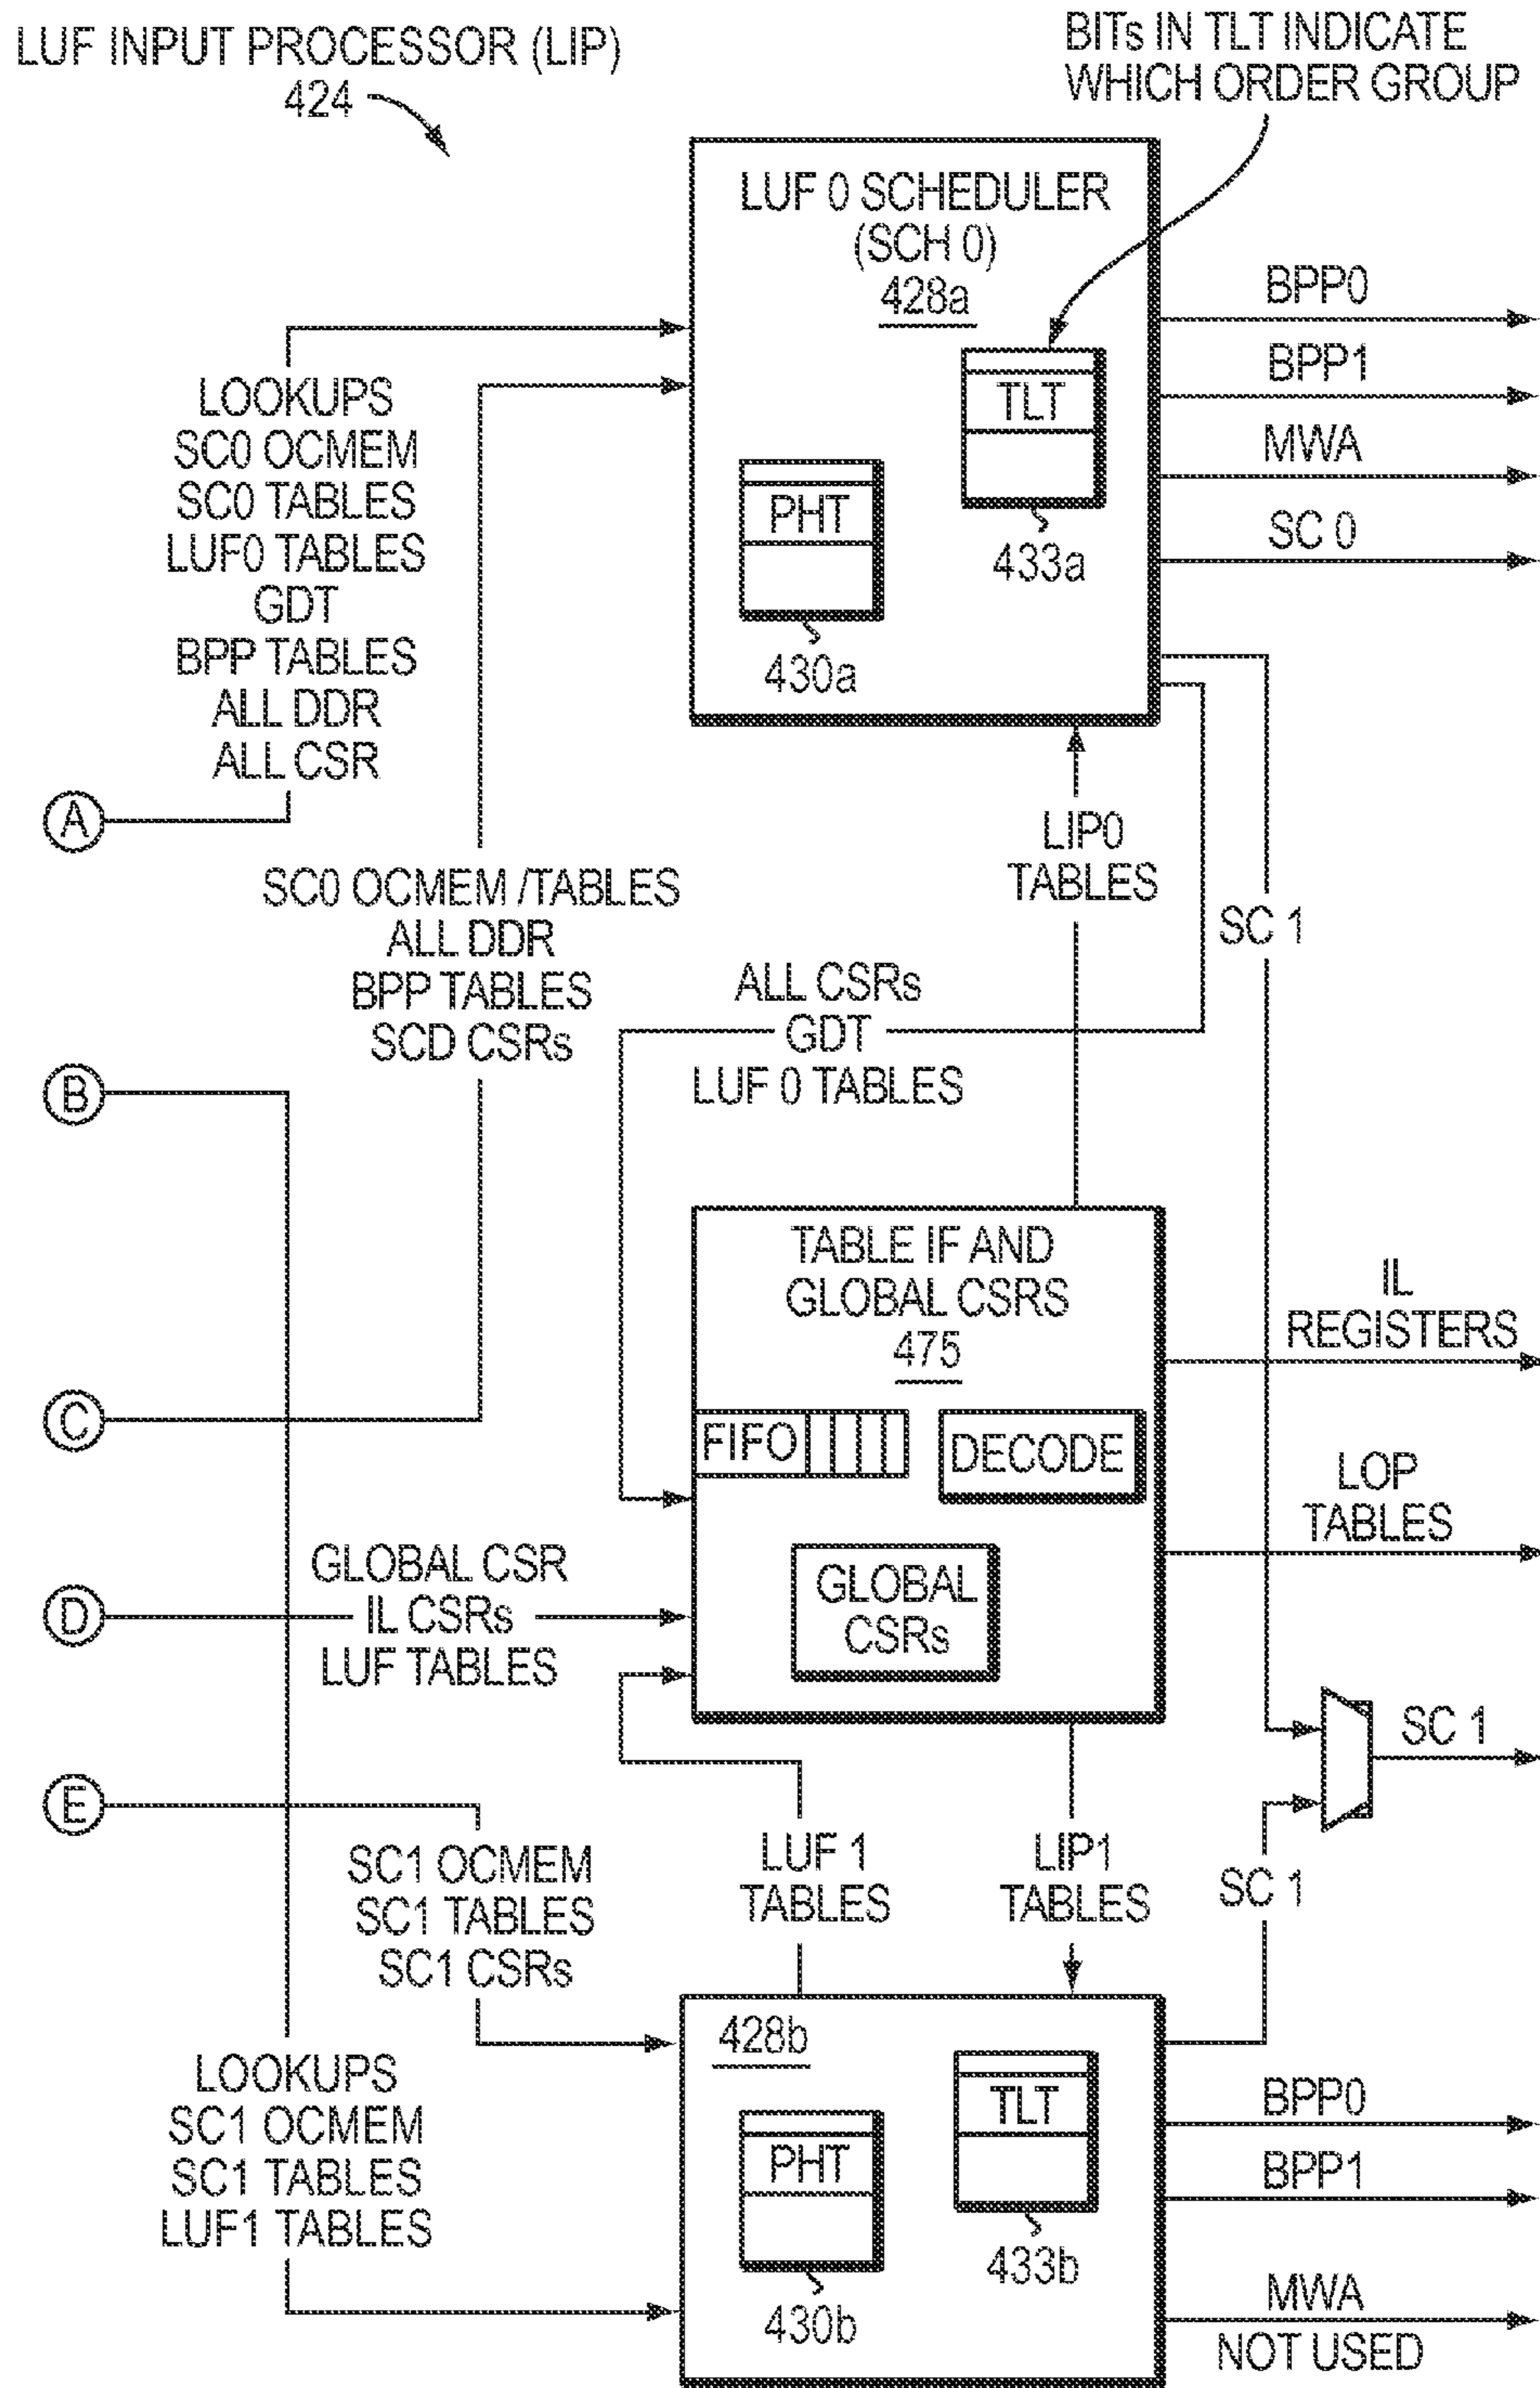 LUF INPUT PROCESSOR (LIP)
424
BITs IN TLT INDICATE
WHICH ORDER GROUP
LUF 0 SCHEDULER
(SCH 0)
428a
TLT
433a
PHT
430a
BPP0
BPP1
MWA
SC 0
LOOKUPS
SC0 OCMEM
SC0 TABLES
LUF0 TABLES
GDT
BPP TABLES
ALL DDR
ALL CSR
A
SC0 OCMEM /TABLES
ALL DDR
BPP TABLES
SCD CSRs
LIP0
TABLES
SC 1
ALL CSRs
GDT
LUF 0 TABLES
B
TABLE IF AND
GLOBAL CSRS
475
FIFO
DECODE
GLOBAL
CSRs
IL
REGISTERS
LOP
TABLES
C
D
GLOBAL CSR
IL CSRs
LUF TABLES
SC 1
E
SC1 OCMEM
SC1 TABLES
SC1 CSRs
LUF 1
TABLES
LIP1
TABLES
SC 1
428b
TLT
433b
PHT
430b
LOOKUPS
SC1 OCMEM
SC1 TABLES
LUF1 TABLES
BPP0
BPP1
MWA
NOT USED